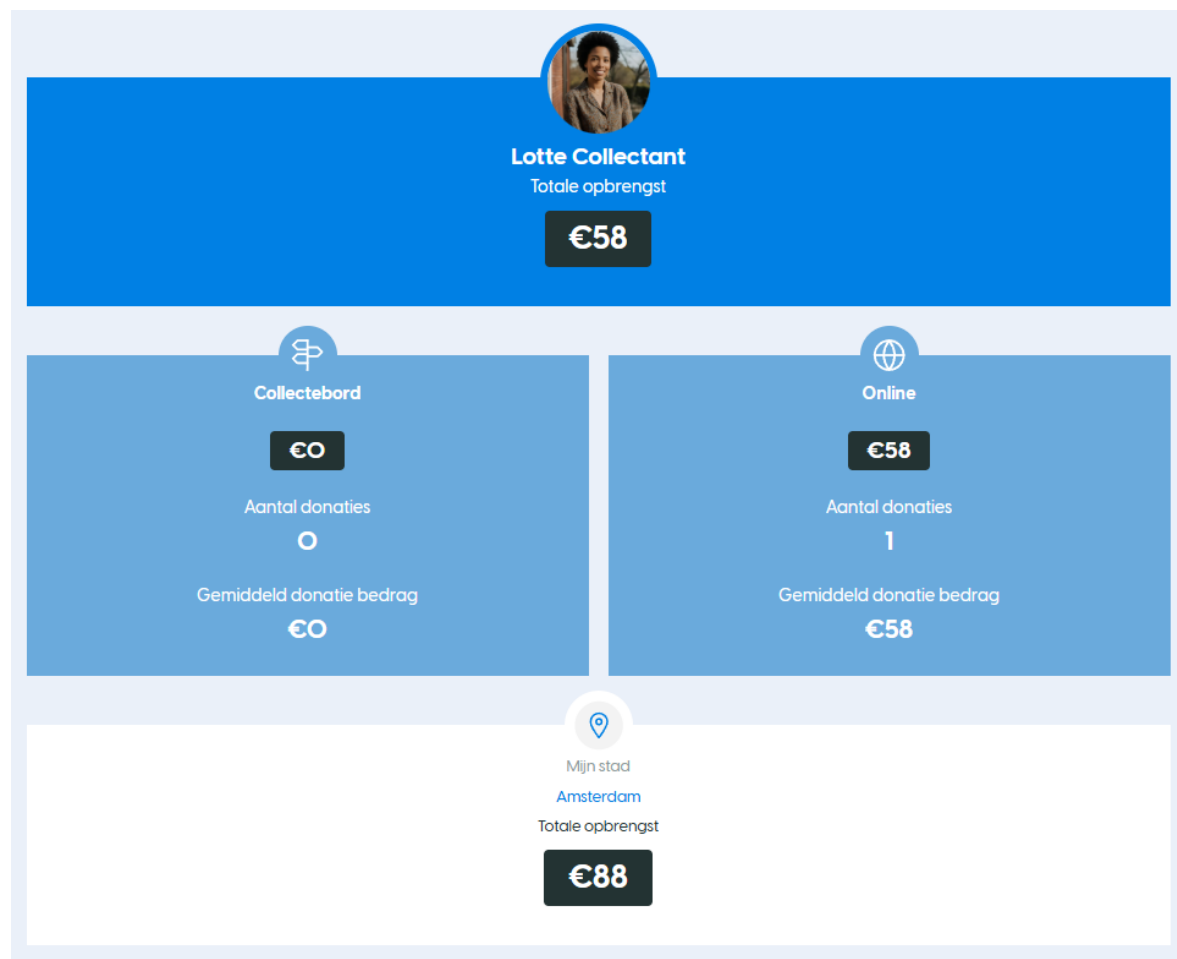 Lotte Collectant
Totale opbrengst
€58
Collectebord
€0
Aantal donaties
0
Gemiddeld donatie bedrag
€0
Online
€58
Aantal donaties
1
Gemiddeld donatie bedrag
€58
Mijn stad
Amsterdam
Totale opbrengst
€88